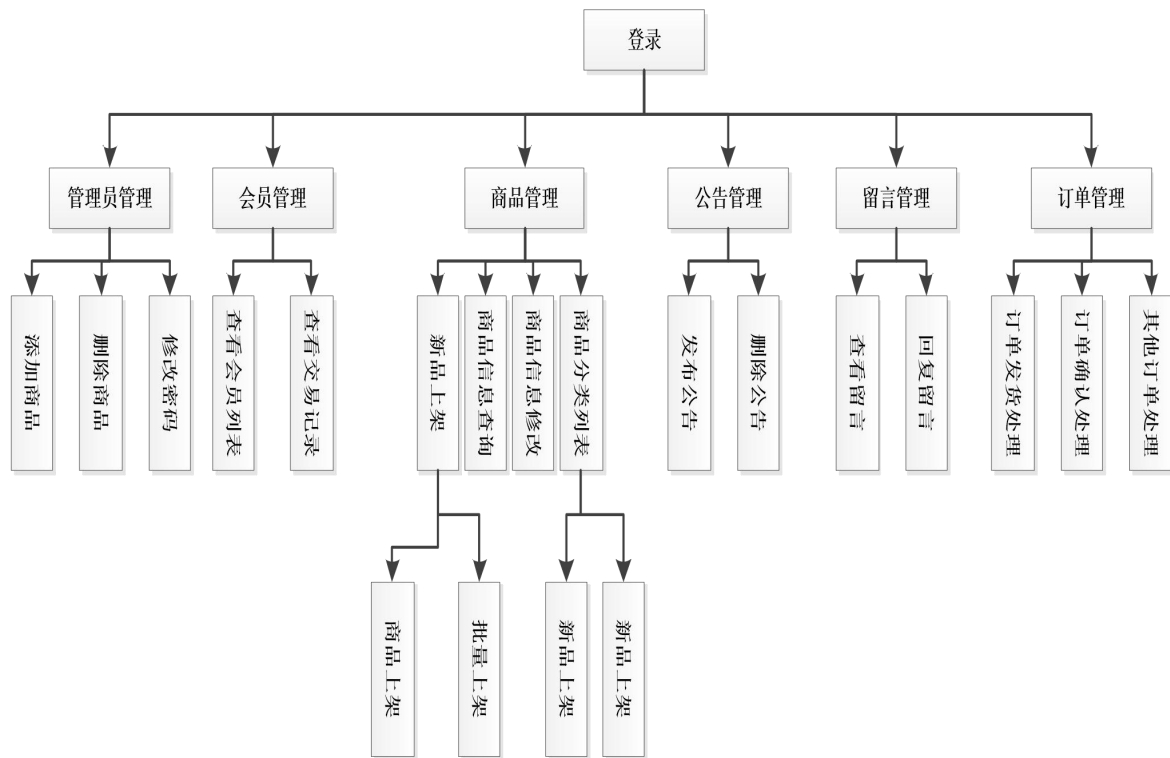 登录
管理员管理
会员管理
商品管理
公告管理
留言管理
订单管理
添加商品
删除商品
修改密码
查看会员列表
查看交易记录
新品上架
商品信息查询
商品信息修改
商品分类列表
发布公告
删除公告
查看留言
回复留言
订单发货处理
订单确认处理
其他订单处理
商品上架
批量上架
新品上架
新品上架